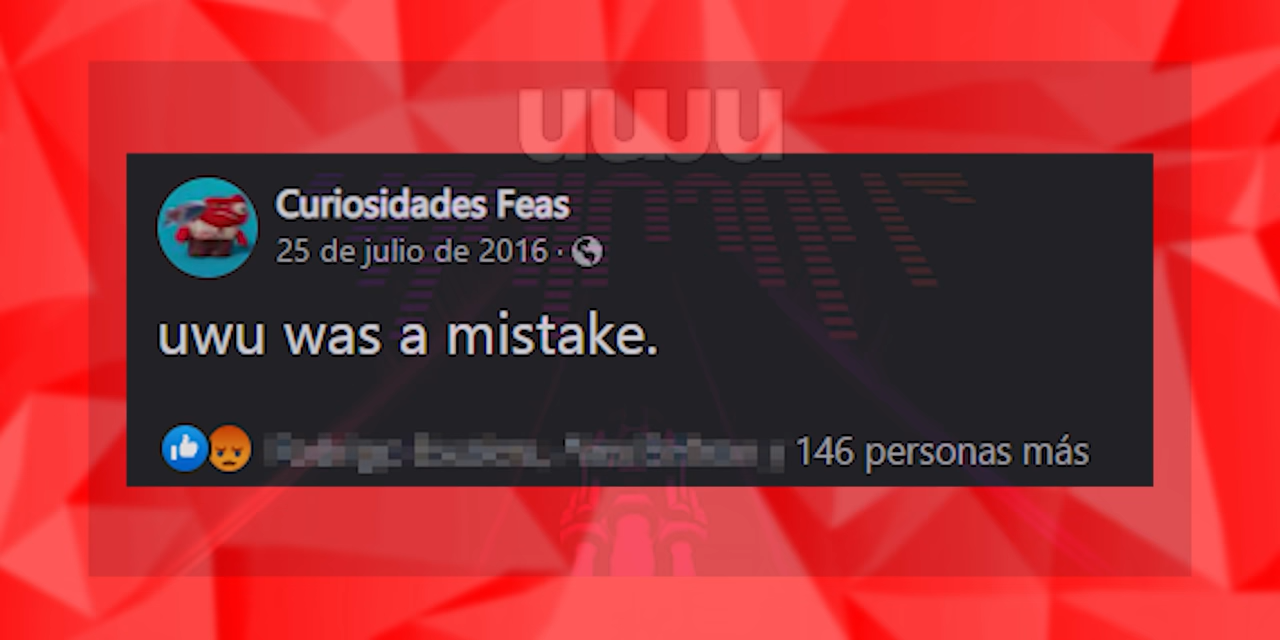 uwu
Curiosidades Feas
25 de julio de 2016 ·
uwu was a mistake.
146 personas más